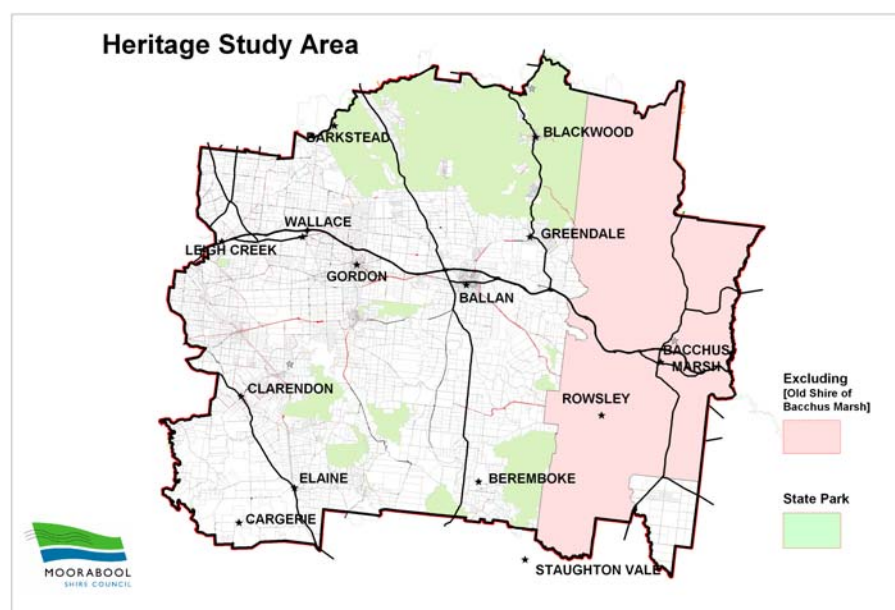 Heritage Study Area
BARKSTEAD
BLACKWOOD
WALLACE
GREENDALE
LEIGH CREEK
GORDON
BALLAN
BACCHUS
MARSH
Excluding
[Old Shire of
Bacchus Marsh]
CLARENDON
ROWSLEY
ELAINE
BEREMBOKE
State Park
CARGERIE
STAUGHTON VALE
MOORABOOL
SHIRE COUNCIL